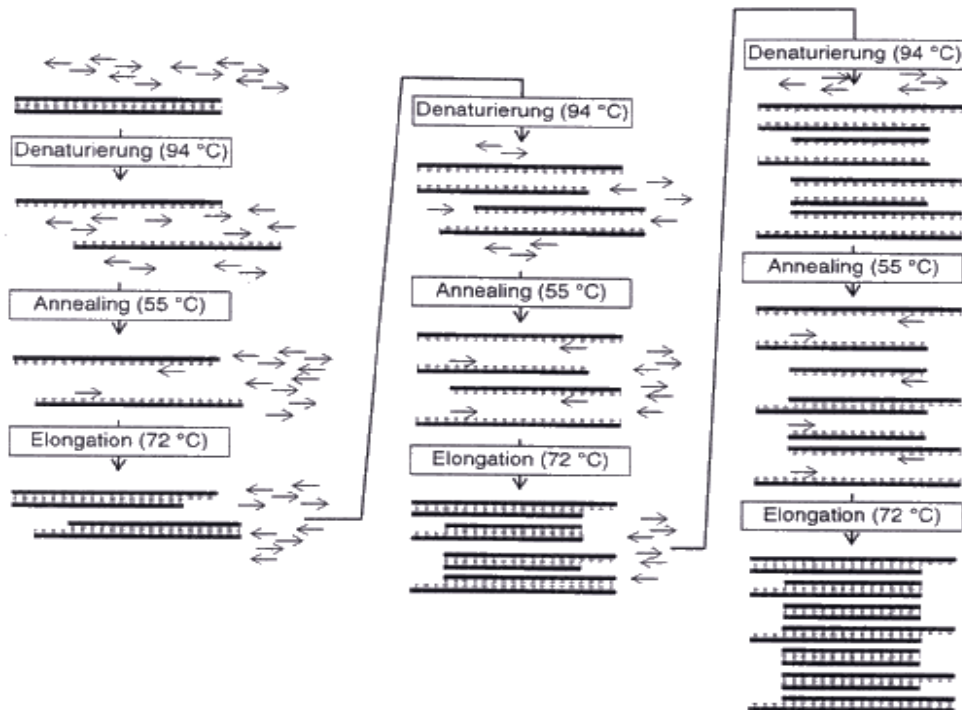 Denaturierung (94 °C)
Annealing (55 °C)
Elongation (72 °C)
Denaturierung (94 °C)
Annealing (55 °C)
Elongation (72 °C)
Denaturierung (94 °C)
Annealing (55 °C)
Elongation (72 °C)